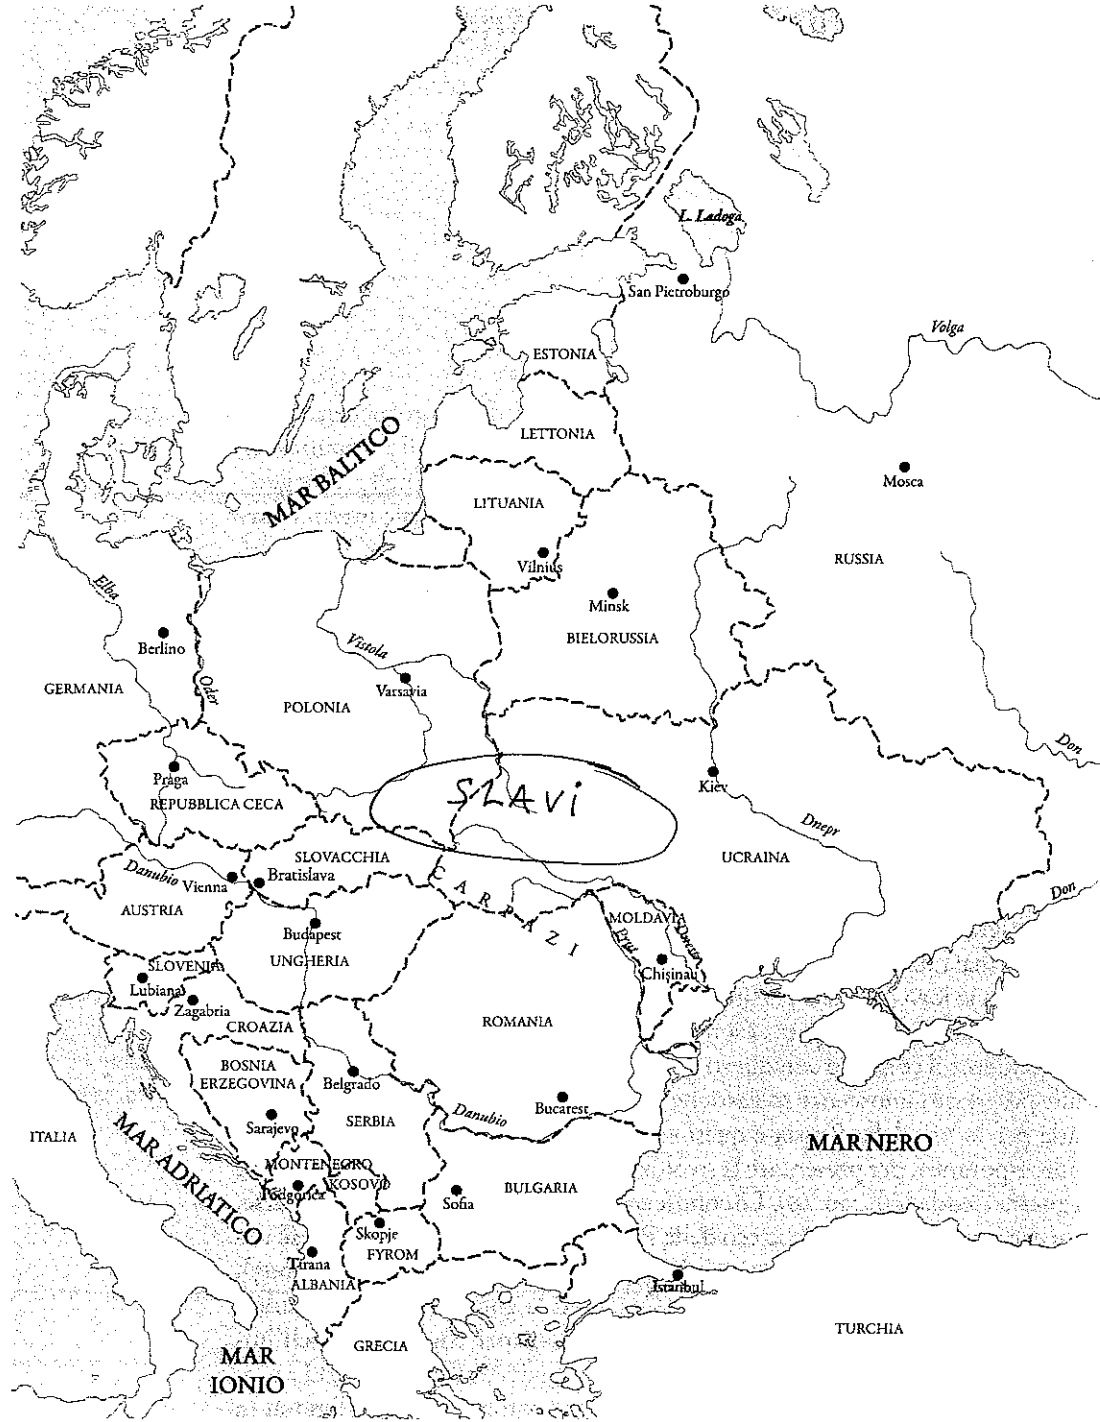 L. Ladoga
San Pietroburgo
Volga
ESTONIA
LETTONIA
MAR BALTICO
Mosca
LITUANIA
RUSSIA
Vilnius
Elba
Minsk
BIELORUSSIA
Berlino
Vistola
GERMANIA
Oder
Varsavia
POLONIA
Don
Praga
SLAVi
Kiev
REPUBBLICA CECA
Dnepr
SLOVACCHIA
UCRAINA
Danubio
Vienna
Bratislava
CARPAZI
Don
AUSTRIA
MOLDAVIA
Budapest
Prut
SLOVENIA
UNGHERIA
Chişinau
Lubiana
Zagabria
CROAZIA
ROMANIA
BOSNIA
ERZEGOVINA
Belgrado
Danubio
Bucarest
Sarajevo
SERBIA
ITALIA
MAR ADRIATICO
MAR NERO
MONTENEGRO
KOSOVO
Podgorica
BULGARIA
Sofia
Skopje
FYROM
Tirana
ALBANIA
Istanbul
TURCHIA
GRECIA
MAR
IONIO